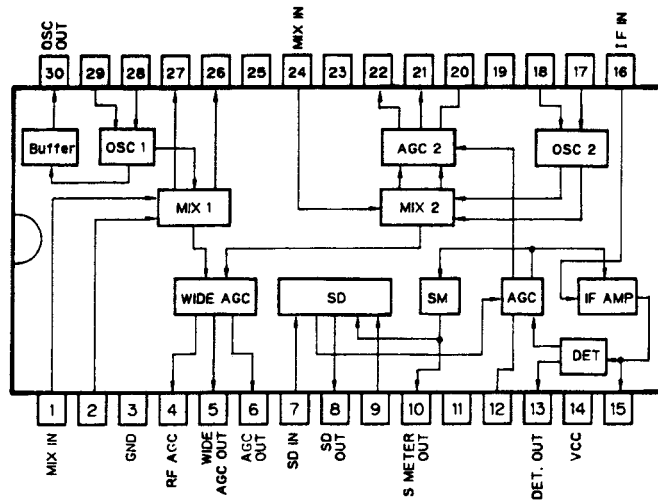 OSC OUT
MIX IN
IF IN
30 29 28 27 26 25 24 23 22 21 20 19 18 17 16
Buffer
OSC 1
AGC 2
OSC 2
MIX 1
MIX 2
WIDE AGC
SD
SM
AGC
IF AMP
DET
1 2 3 4 5 6 7 8 9 10 11 12 13 14 15
MIX IN
GND
RF AGC
WIDE AGC OUT
AGC OUT
SD IN
SD OUT
S METER OUT
DET. OUT
VCC